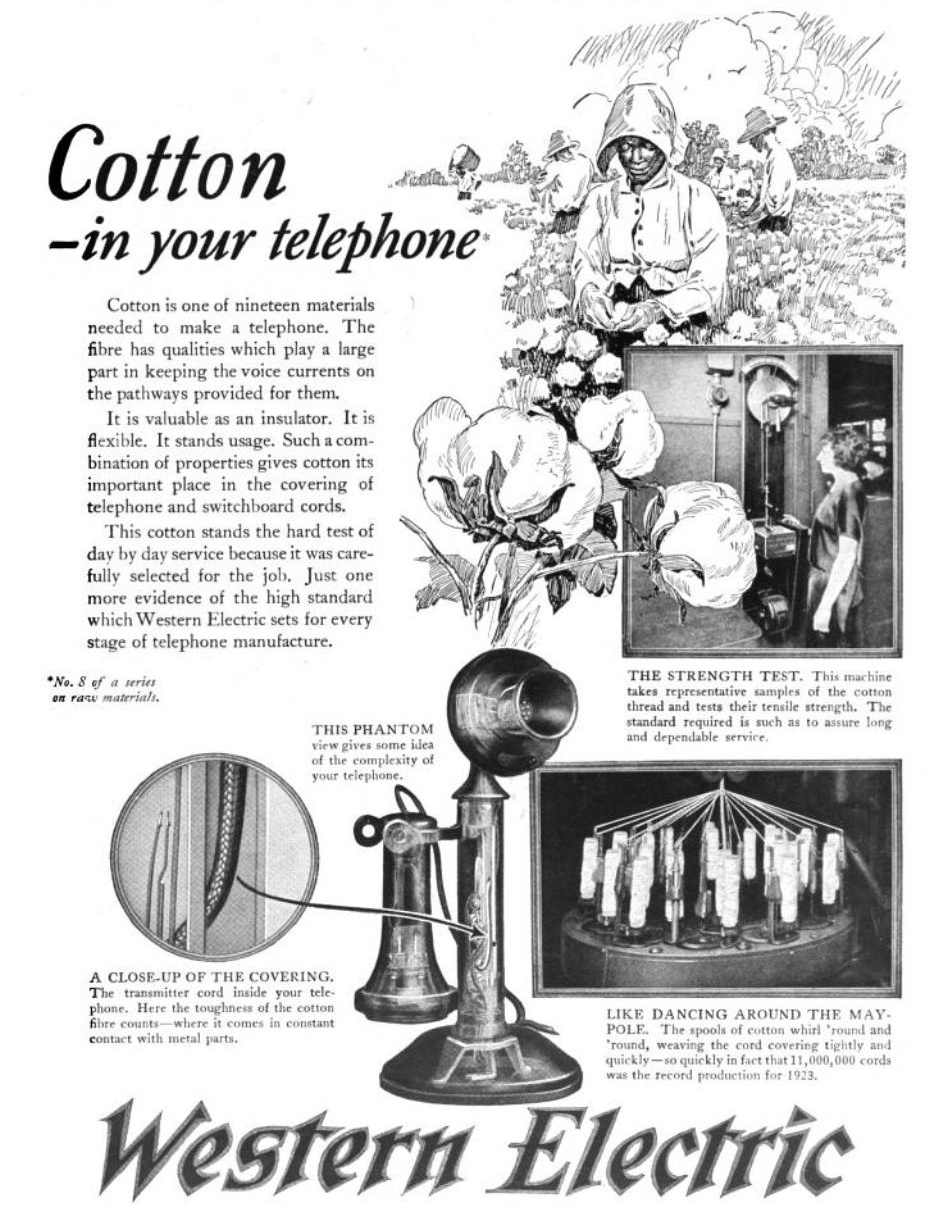 Cotton
–in your telephone*
Cotton is one of nineteen materials
needed to make a telephone. The
fibre has qualities which play a large
part in keeping the voice currents on
the pathways provided for them.
It is valuable as an insulator. It is
flexible. It stands usage. Such a com-
bination of properties gives cotton its
important place in the covering of
telephone and switchboard cords.
This cotton stands the hard test of
day by day service because it was care-
fully selected for the job. Just one
more evidence of the high standard
which Western Electric sets for every
stage of telephone manufacture.
*No. 8 of a series
on raw materials.
THE STRENGTH TEST. This machine
takes representative samples of the cotton
thread and tests their tensile strength. The
standard required is such as to assure long
and dependable service.
THIS PHANTOM
view gives some idea
of the complexity of
your telephone.
A CLOSE-UP OF THE COVERING.
The transmitter cord inside your tele-
phone. Here the toughness of the cotton
fibre counts—where it comes in constant
contact with metal parts.
LIKE DANCING AROUND THE MAY-
POLE. The spools of cotton whirl 'round and
'round, weaving the cord covering tightly and
quickly—so quickly in fact that 11,000,000 cords
was the record production for 1923.
Western Electric